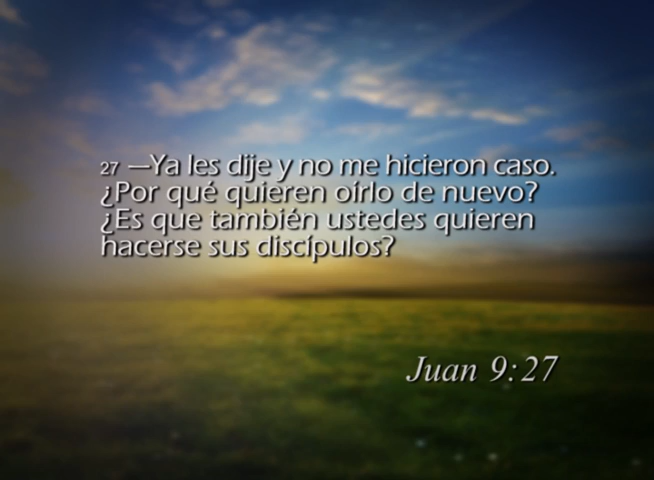 27 —Ya les dije y no me hicieron caso.
¿Por qué quieren oírlo de nuevo?
¿Es que también ustedes quieren
hacerse sus discípulos?
Juan 9:27